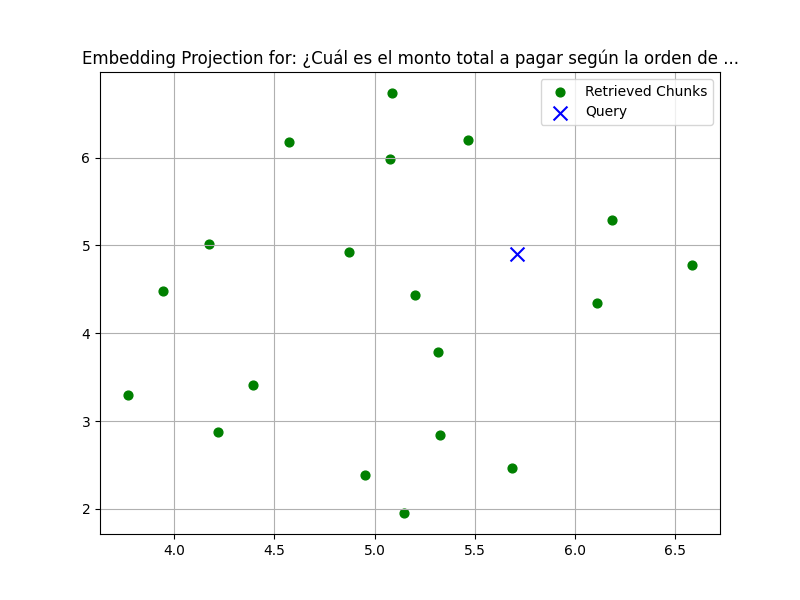 Embedding Projection for: ¿Cuál es el monto total a pagar según la orden de ...
Retrieved Chunks
Query
6
5
4
3
2
4.0 4.5 5.0 5.5 6.0 6.5